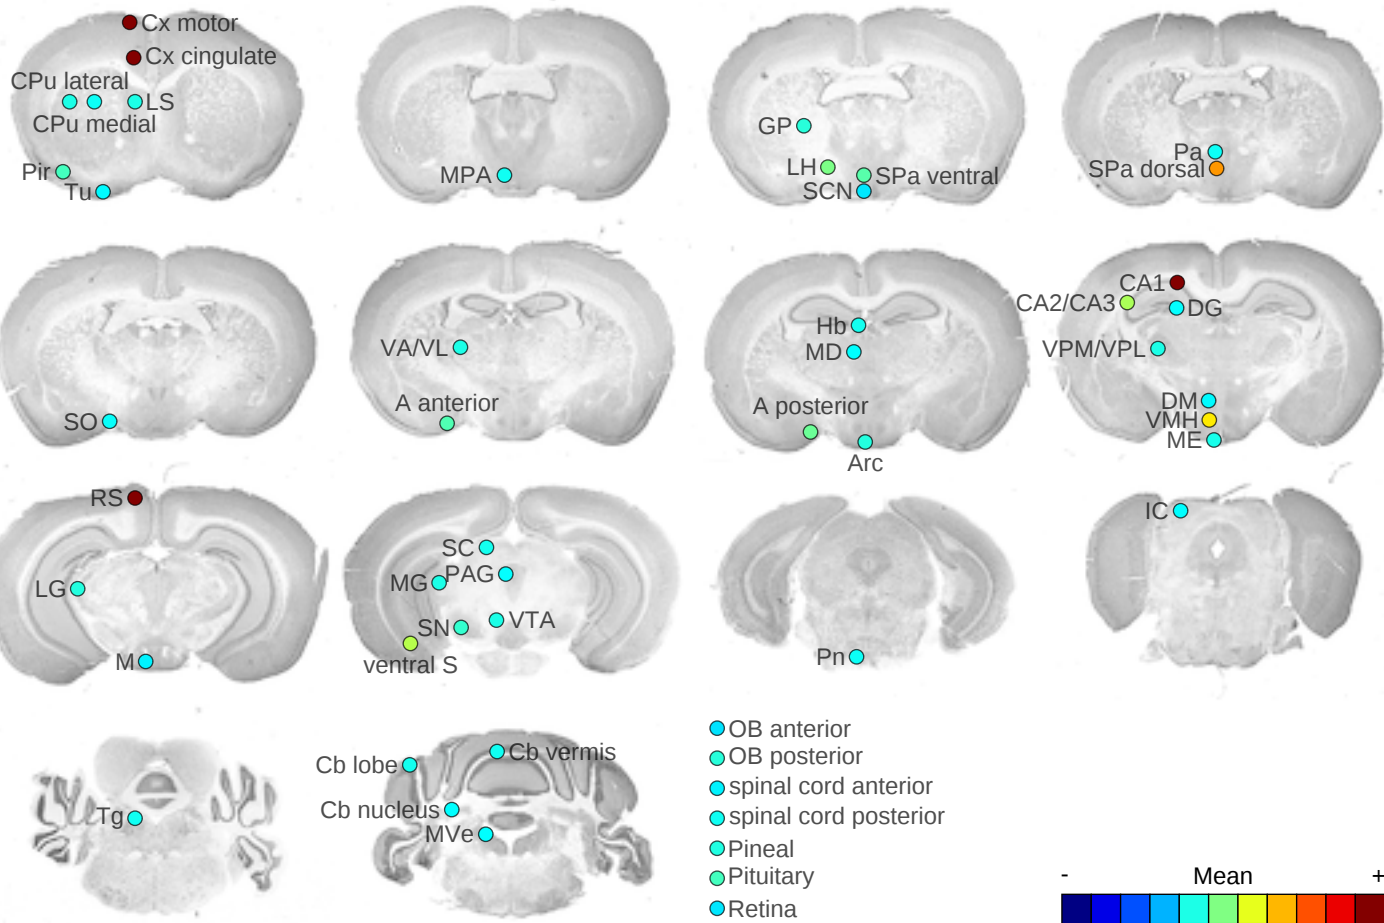 Cx motor
Cx cingulate
CPu lateral
LS
CPu medial
Pir
Tu
MPA
GP
LH
SPa ventral
SCN
Pa
SPa dorsal
SO
VA/VL
A anterior
Hb
MD
A posterior
Arc
CA1
CA2/CA3
DG
VPM/VPL
DM
VMH
ME
RS
LG
M
SC
MG
PAG
SN
VTA
ventral S
Pn
IC
Tg
Cb lobe
Cb vermis
Cb nucleus
MVe
OB anterior
OB posterior
spinal cord anterior
spinal cord posterior
Pineal
Pituitary
Retina
- Mean +